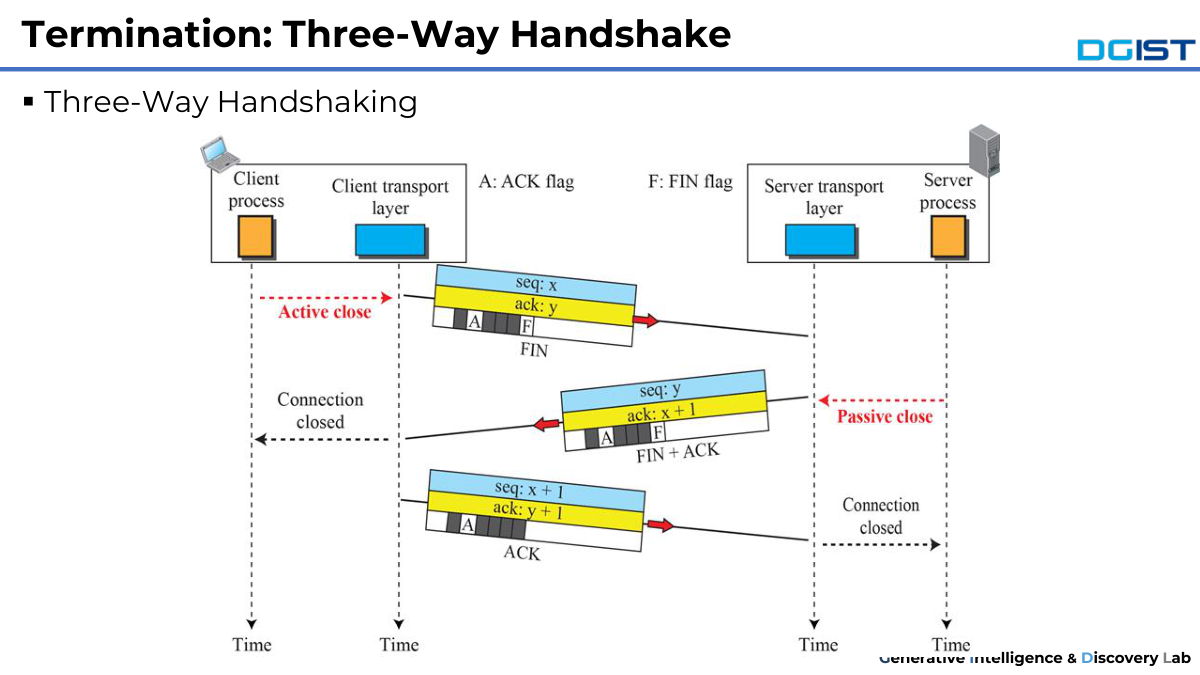 Termination: Three-Way Handshake
DGIST
▪ Three-Way Handshaking
Client
process
Client transport
layer
A: ACK flag
F: FIN flag
Server transport
layer
Server
process
Active close
seq: x
ack: y
A
F
FIN
Passive close
seq: y
ack: x + 1
A
F
FIN + ACK
Connection
closed
seq: x + 1
ack: y + 1
A
ACK
Connection
closed
Time
Time
Time
Time
Generative Intelligence & Discovery Lab